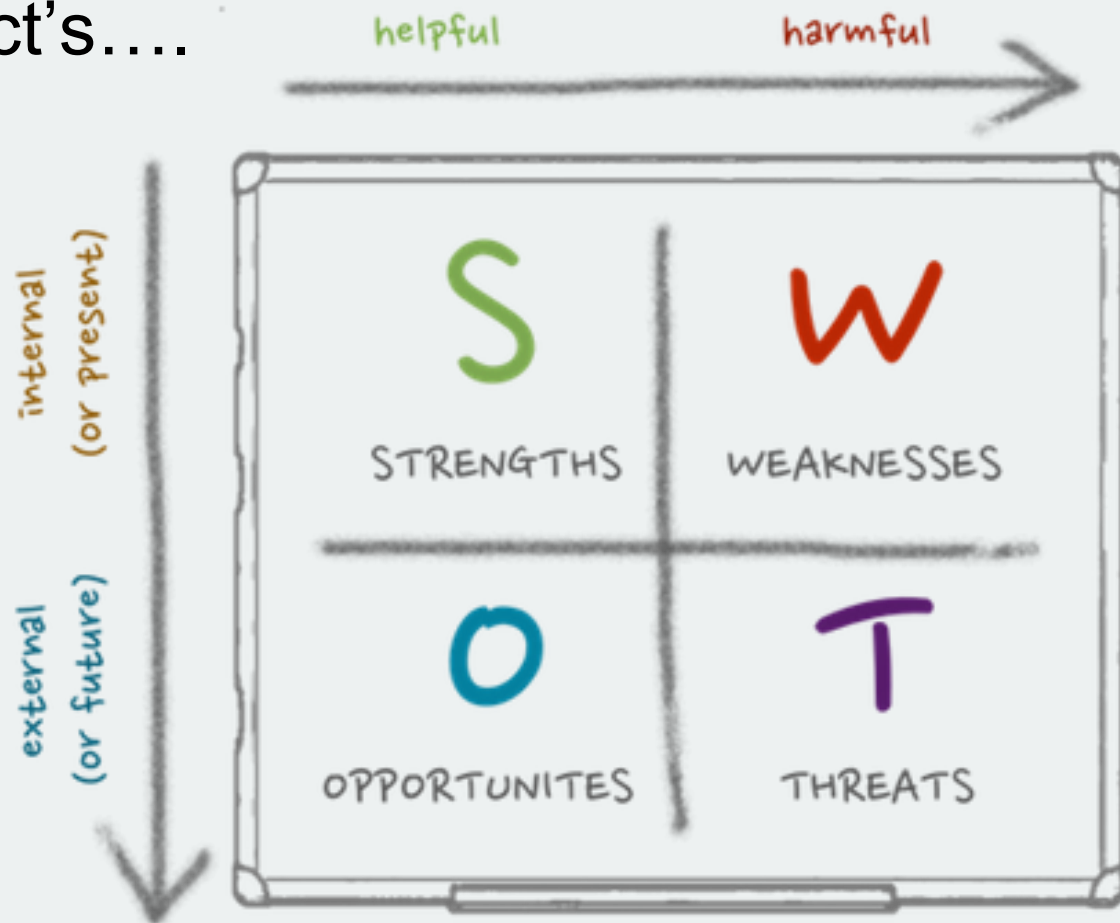 ct's....
helpful harmful
internal
(or present)
S W
STRENGTHS WEAKNESSES
external
(or future)
O T
OPPORTUNITES THREATS